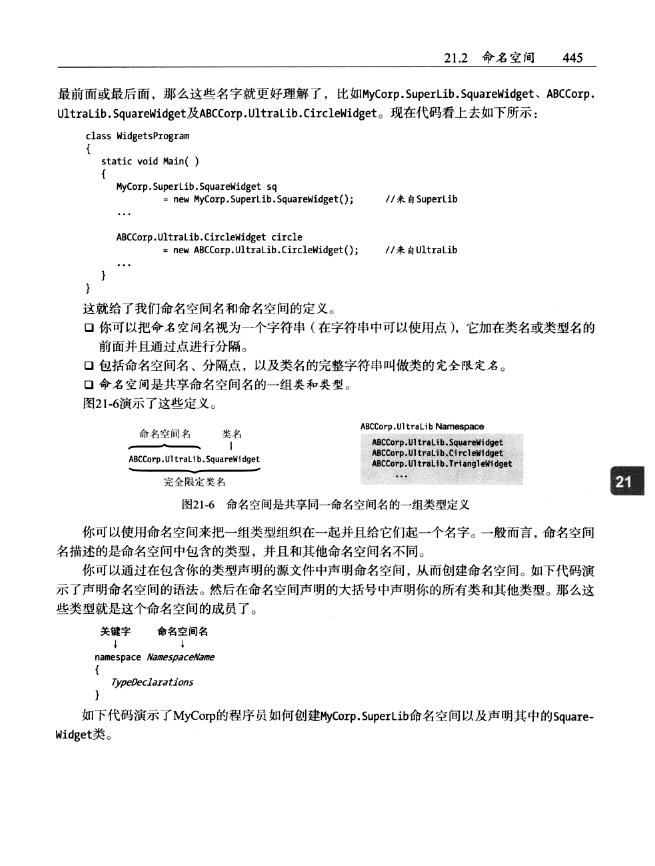 21.2 命名空间 445
最前面或最后面，那么这些名字就更好理解了，比如MyCorp.SuperLib.SquareWidget、ABCCorp.
UltraLib.SquareWidget及ABCCorp.UltraLib.CircleWidget。现在代码看上去如下所示：
class WidgetsProgram
{
static void Main( )
{
MyCorp.SuperLib.SquareWidget sq
= new MyCorp.SuperLib.SquareWidget(); //来自SuperLib
...
ABCCorp.UltraLib.CircleWidget circle
= new ABCCorp.UltraLib.CircleWidget(); //来自UltraLib
...
}
}
这就给了我们命名空间名和命名空间的定义。
❑ 你可以把命名空间名视为一个字符串（在字符串中可以使用点），它加在类名或类型名的
前面并且通过点进行分隔。
❑ 包括命名空间名、分隔点，以及类名的完整字符串叫做类的完全限定名。
❑ 命名空间是共享命名空间名的一组类和类型。
图21-6演示了这些定义。
命名空间名 类名
ABCCorp.UltraLib.SquareWidget
完全限定类名
ABCCorp.UltraLib Namespace
ABCCorp.UltraLib.SquareWidget
ABCCorp.UltraLib.CircleWidget
ABCCorp.UltraLib.TriangleWidget
...
21
图21-6 命名空间是共享同一命名空间名的一组类型定义
你可以使用命名空间来把一组类型组织在一起并且给它们起一个名字。一般而言，命名空间
名描述的是命名空间中包含的类型，并且和其他命名空间名不同。
你可以通过在包含你的类型声明的源文件中声明命名空间，从而创建命名空间。如下代码演
示了声明命名空间的语法。然后在命名空间声明的大括号中声明你的所有类和其他类型。那么这
些类型就是这个命名空间的成员了。
关键字 命名空间名
↓ ↓
namespace NamespaceName
{
TypeDeclarations
}
如下代码演示了MyCorp的程序员如何创建MyCorp.SuperLib命名空间以及声明其中的Square-
Widget类。